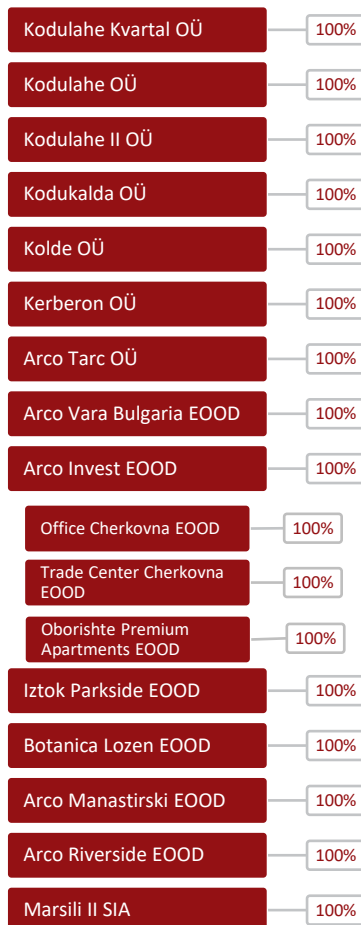 Kodulahe Kvartal OÜ 100%
Kodulahe OÜ 100%
Kodulahe II OÜ 100%
Kodukalda OÜ 100%
Kolde OÜ 100%
Kerberon OÜ 100%
Arco Tarc OÜ 100%
Arco Vara Bulgaria EOOD 100%
Arco Invest EOOD 100%
Office Cherkovna EOOD 100%
Trade Center Cherkovna
EOOD 100%
Oborishte Premium
Apartments EOOD 100%
Iztok Parkside EOOD 100%
Botanica Lozen EOOD 100%
Arco Manastirski EOOD 100%
Arco Riverside EOOD 100%
Marsili II SIA 100%